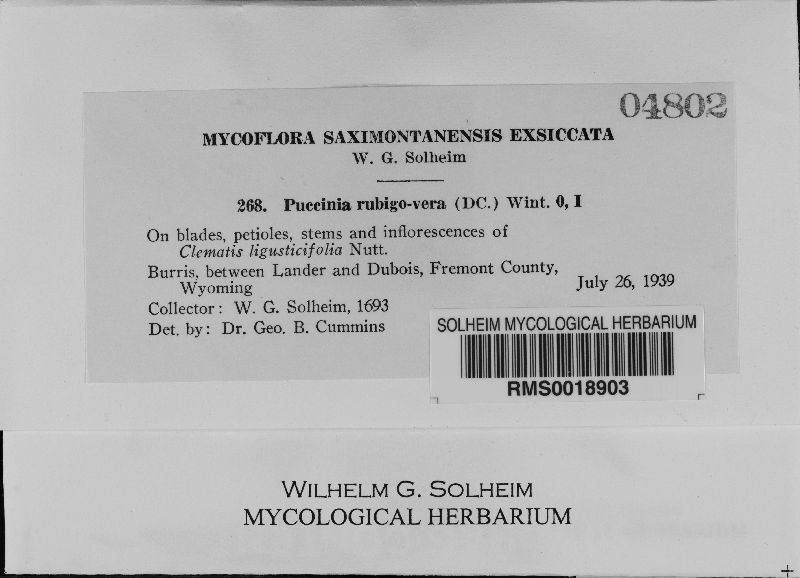 04802
MYCOFLORA SAXIMONTANENSIS EXSICCATA
W. G. Solheim
268. Puccinia rubigo-vera (DC.) Wint. 0, I
On blades, petioles, stems and inflorescences of
Clematis ligusticifolia Nutt.
Burris, between Lander and Dubois, Fremont County,
Wyoming
July 26, 1939
Collector: W. G. Solheim, 1693
Det. by: Dr. Geo. B. Cummins
SOLHEIM MYCOLOGICAL HERBARIUM
RMS0018903
WILHELM G. SOLHEIM
MYCOLOGICAL HERBARIUM